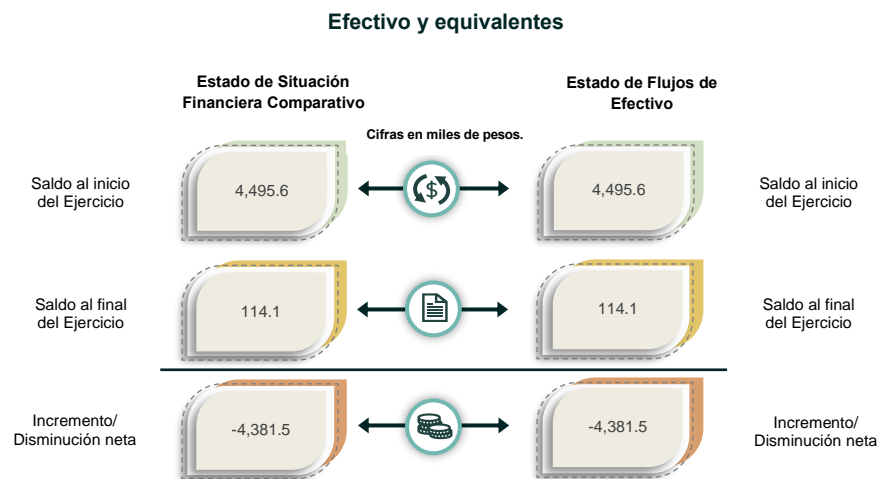 Efectivo y equivalentes
Estado de Situación
Financiera Comparativo
Estado de Flujos de
Efectivo
Cifras en miles de pesos.
Saldo al inicio
del Ejercicio
4,495.6
$
4,495.6
Saldo al inicio
del Ejercicio
Saldo al final
del Ejercicio
114.1
114.1
Saldo al final
del Ejercicio
Incremento/
Disminución neta
-4,381.5
-4,381.5
Incremento/
Disminución neta